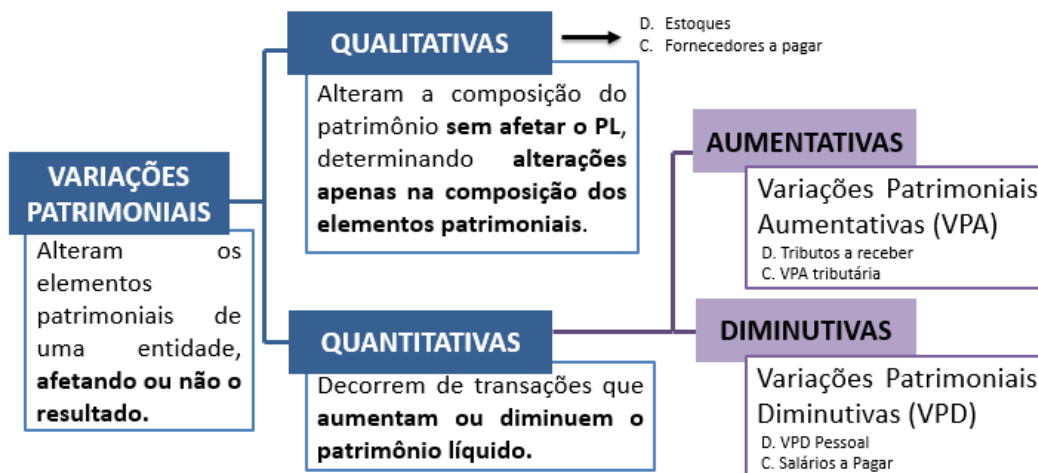 VARIAÇÕES
PATRIMONIAIS
Alteram os
elementos
patrimoniais de
uma entidade,
afetando ou não o
resultado.
QUALITATIVAS
Alteram a composição do
patrimônio sem afetar o PL,
determinando alterações
apenas na composição dos
elementos patrimoniais.
D. Estoques
C. Fornecedores a pagar
QUANTITATIVAS
Decorrem de transações que
aumentam ou diminuem o
patrimônio líquido.
AUMENTATIVAS
Variações Patrimoniais
Aumentativas (VPA)
D. Tributos a receber
C. VPA tributária
DIMINUTIVAS
Variações Patrimoniais
Diminutivas (VPD)
D. VPD Pessoal
C. Salários a Pagar